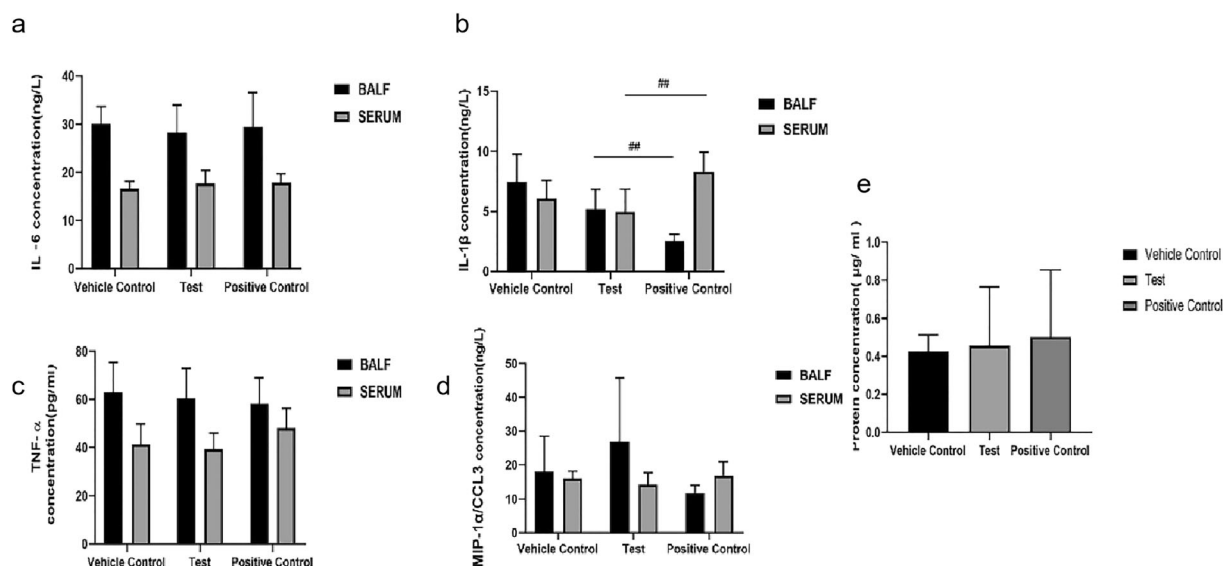 a
IL -6 concentration(ng/L)
40
30
20
10
0
Vehicle Control Test Positive Control
BALF
SERUM
b
IL-1β concentration(ng/L)
15
10
5
0
##
##
Vehicle Control Test Positive Control
BALF
SERUM
c
TNF- α
concentration(pg/ml)
80
60
40
20
0
Vehicle Control Test Positive Control
BALF
SERUM
d
MIP-1α/CCL3 concentration(ng/L)
50
40
30
20
10
0
Vehicle Control Test Positive Control
BALF
SERUM
e
Protein concentration( μg/ ml )
1.0
0.8
0.6
0.4
0.2
0.0
Vehicle Control Test Positive Control
Vehicle Control
Test
Positive Control